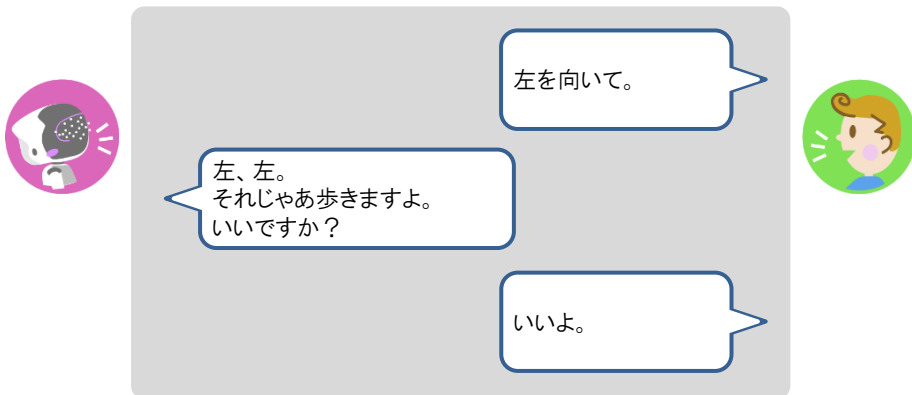 左を向いて。
左、左。
それじゃあ歩きますよ。
いいですか？
いいよ。